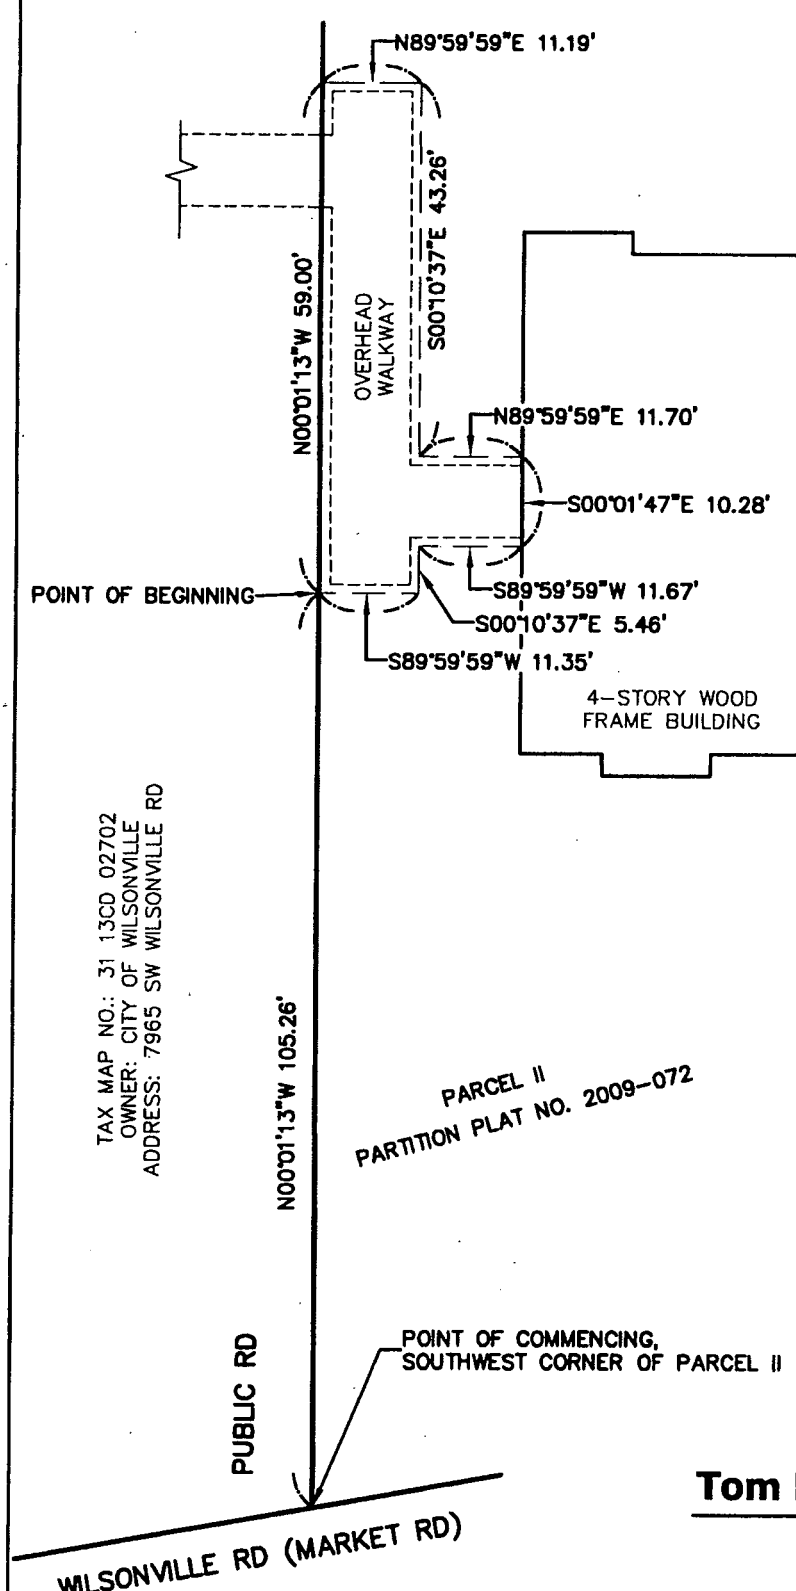 N89°59'59"E 11.19'
S00°10'37"E 43.26'
N00°01'13"W 59.00'
OVERHEAD
WALKWAY
N89°59'59"E 11.70'
S00°01'47"E 10.28'
POINT OF BEGINNING
S89°59'59"W 11.67'
S00°10'37"E 5.46'
S89°59'59"W 11.35'
4-STORY WOOD
FRAME BUILDING
TAX MAP NO.: 31 13CD 02702
OWNER: CITY OF WILSONVILLE
ADDRESS: 7965 SW WILSONVILLE RD
N00°01'13"W 105.26'
PARCEL II
PARTITION PLAT NO. 2009-072
PUBLIC RD
POINT OF COMMENCING,
SOUTHWEST CORNER OF PARCEL II
Tom
WILSONVILLE RD (MARKET RD)